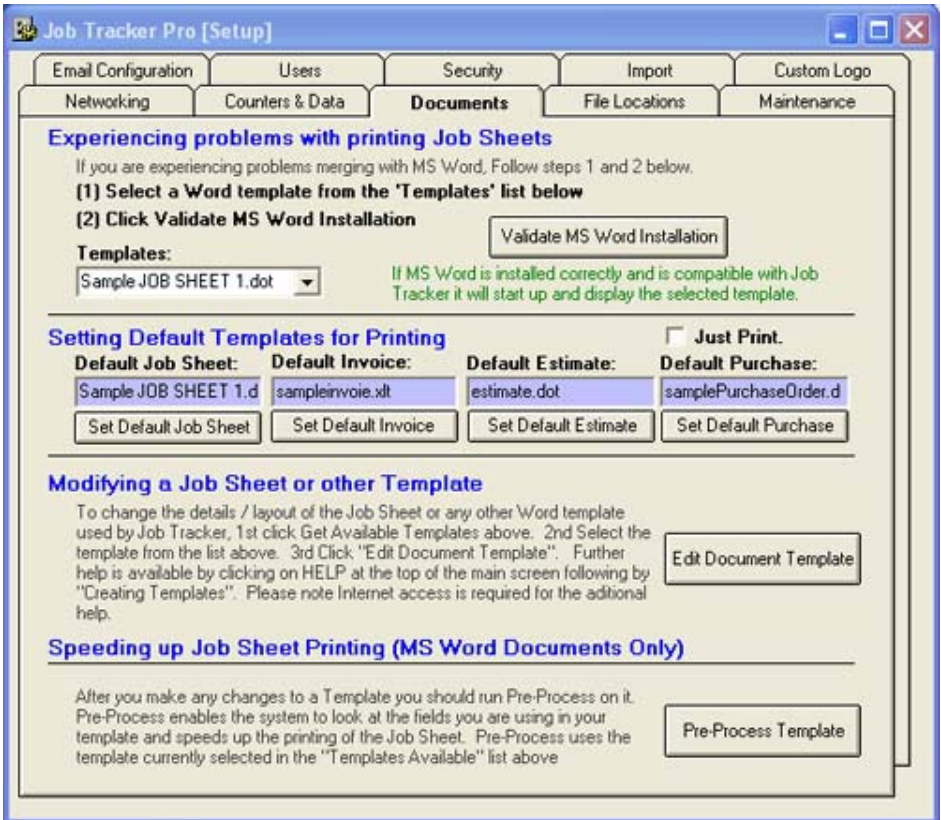 Job Tracker Pro [Setup]
Email Configuration Users Security Import Custom Logo
Networking Counters & Data Documents File Locations Maintenance
Experiencing problems with printing Job Sheets
If you are experiencing problems merging with MS Word, Follow steps 1 and 2 below.
(1) Select a Word template from the 'Templates' list below
(2) Click Validate MS Word Installation
Validate MS Word Installation
Templates:
Sample JOB SHEET 1.dot
If MS Word is installed correctly and is compatible with Job
Tracker it will start up and display the selected template.
Setting Default Templates for Printing
Just Print.
Default Job Sheet: Default Invoice: Default Estimate: Default Purchase:
Sample JOB SHEET 1.d sampleinvoie.xlt estimate.dot samplePurchaseOrder.d
Set Default Job Sheet Set Default Invoice Set Default Estimate Set Default Purchase
Modifying a Job Sheet or other Template
To change the details / layout of the Job Sheet or any other Word template
used by Job Tracker, 1st click Get Available Templates above. 2nd Select the
template from the list above. 3rd Click "Edit Document Template". Further
help is available by clicking on HELP at the top of the main screen following by
"Creating Templates". Please note Internet access is required for the aditional
help.
Edit Document Template
Speeding up Job Sheet Printing (MS Word Documents Only)
After you make any changes to a Template you should run Pre-Process on it.
Pre-Process enables the system to look at the fields you are using in your
template and speeds up the printing of the Job Sheet. Pre-Process uses the
template currently selected in the "Templates Available" list above
Pre-Process Template